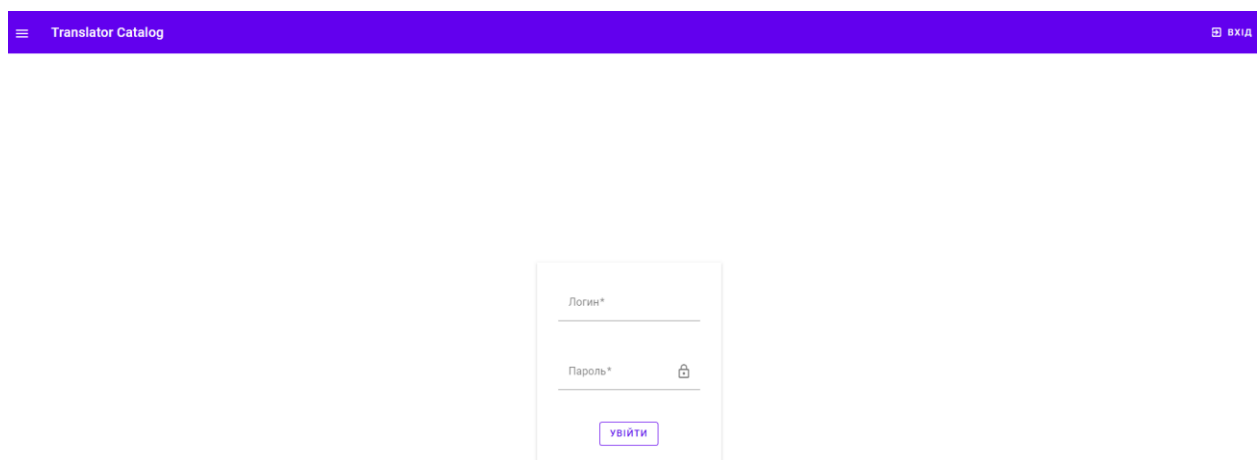 Translator Catalog
ВХІД
Логин*
Пароль*
УВІЙТИ